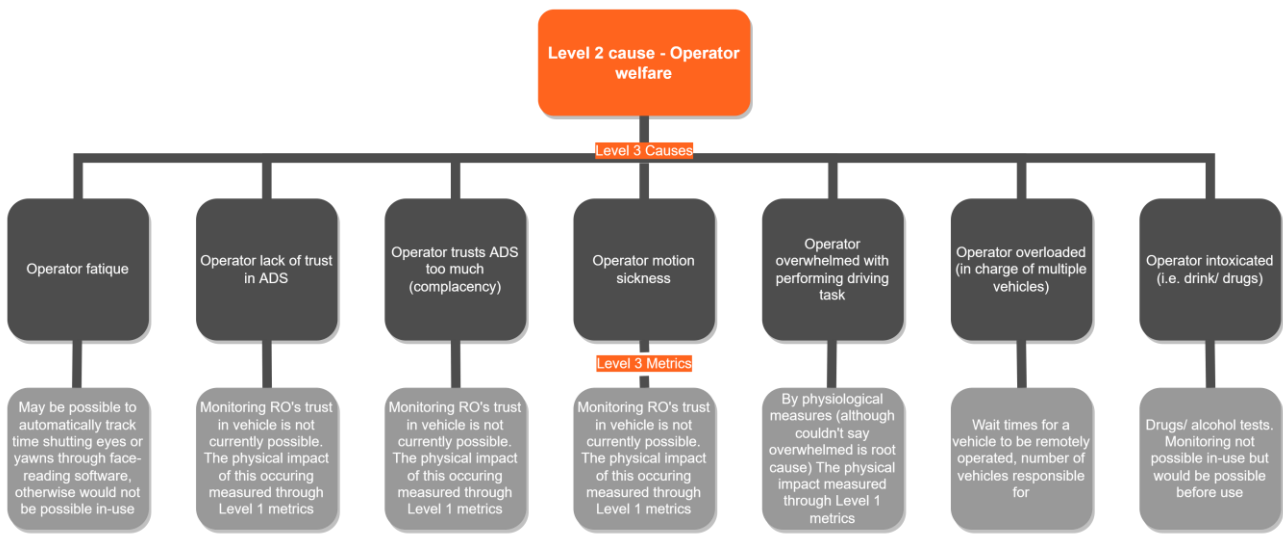 Level 2 cause - Operator
welfare
Level 3 Causes
Operator fatique
Operator lack of trust
in ADS
Operator trusts ADS
too much
(complacency)
Operator motion
sickness
Operator
overwhelmed with
performing driving
task
Operator overloaded
(in charge of multiple
vehicles)
Operator intoxicated
(i.e. drink/ drugs)
Level 3 Metrics
May be possible to
automatically track
time shutting eyes or
yawns through face-
reading software,
otherwise would not
be possible in-use
Monitoring RO's trust
in vehicle is not
currently possible.
The physical impact
of this occuring
measured through
Level 1 metrics
Monitoring RO's trust
in vehicle is not
currently possible.
The physical impact
of this occuring
measured through
Level 1 metrics
Monitoring RO's trust
in vehicle is not
currently possible.
The physical impact
of this occuring
measured through
Level 1 metrics
By physiological
measures (although
couldn't say
overwhelmed is root
cause) The physical
impact measured
through Level 1
metrics
Wait times for a
vehicle to be remotely
operated, number of
vehicles responsible
for
Drugs/ alcohol tests.
Monitoring not
possible in-use but
would be possible
before use